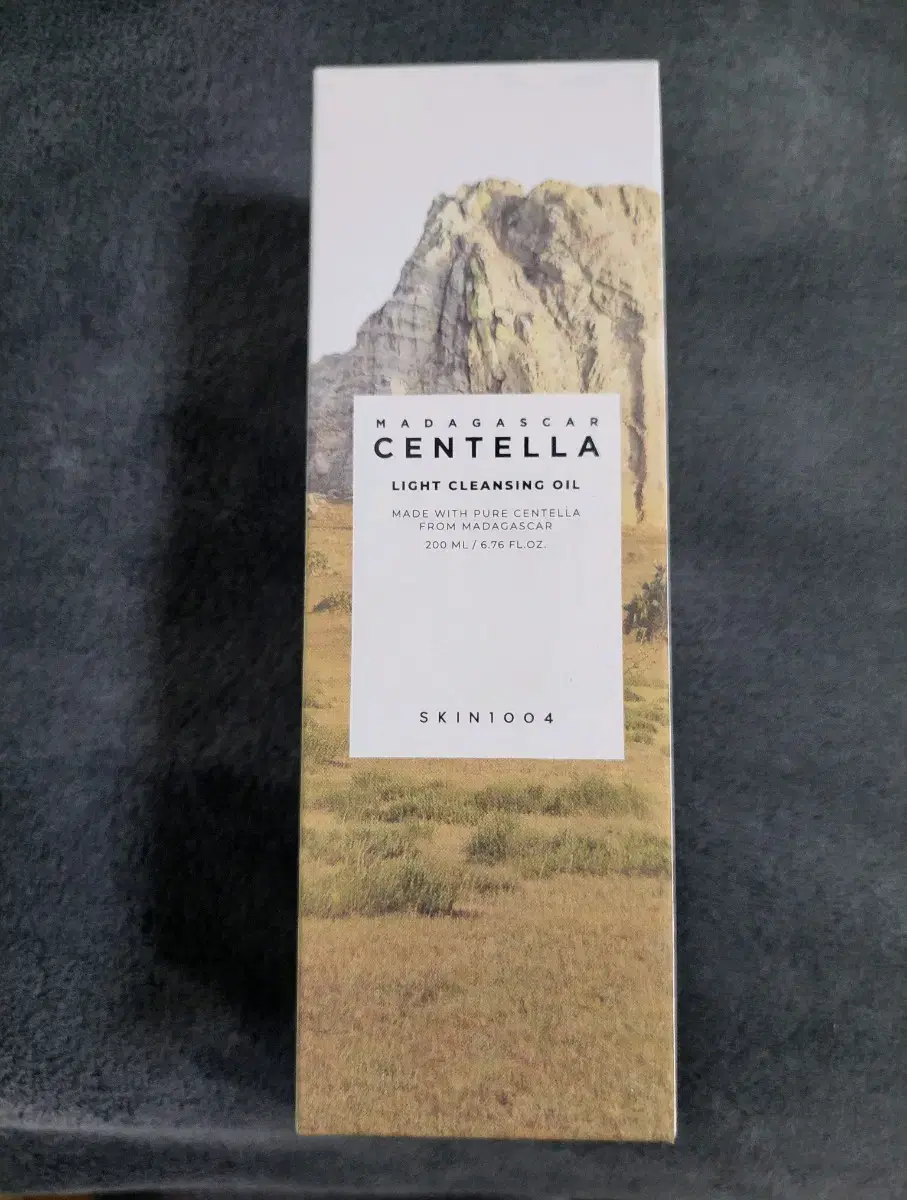 MADAGASCAR
CENTELLA
LIGHT CLEANSING OIL
MADE WITH PURE CENTELLA
FROM MADAGASCAR
200 ML / 6.76 FL.OZ.
SKIN1004